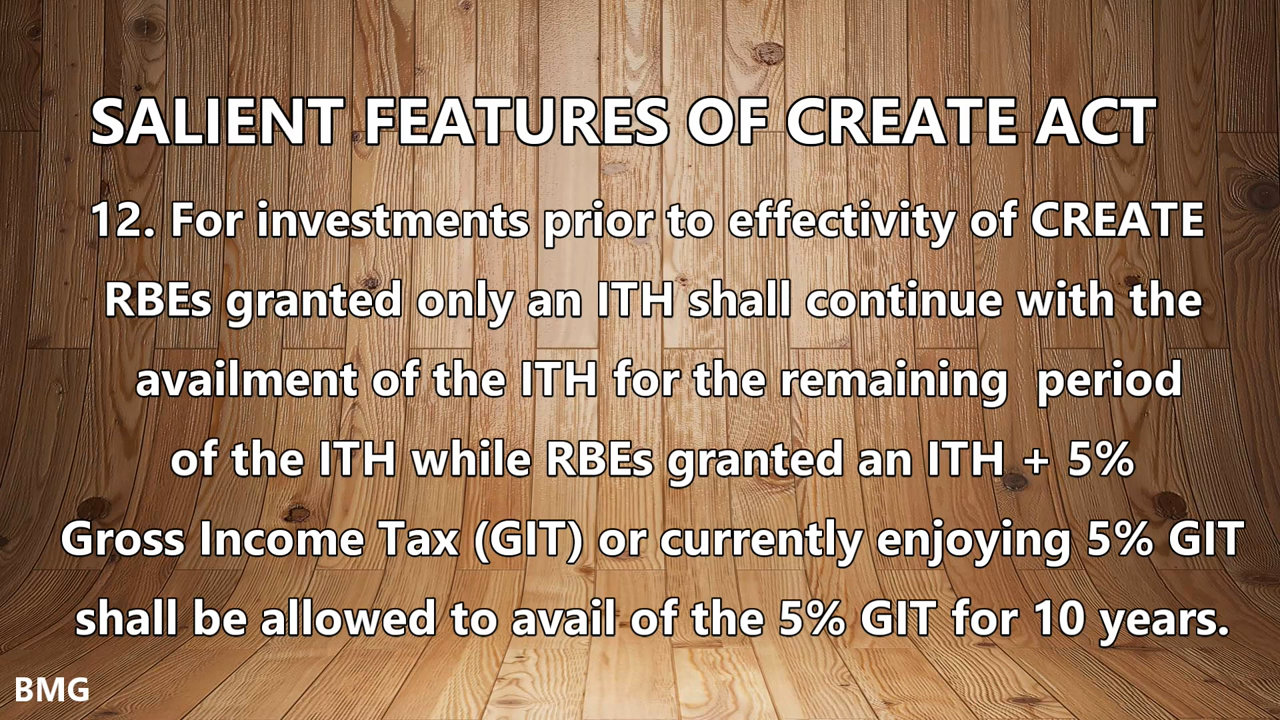 SALIENT FEATURES OF CREATE ACT
12. For investments prior to effectivity of CREATE
RBEs granted only an ITH shall continue with the
availment of the ITH for the remaining  period
of the ITH while RBEs granted an ITH + 5%
Gross Income Tax (GIT) or currently enjoying 5% GIT
shall be allowed to avail of the 5% GIT for 10 years.
BMG